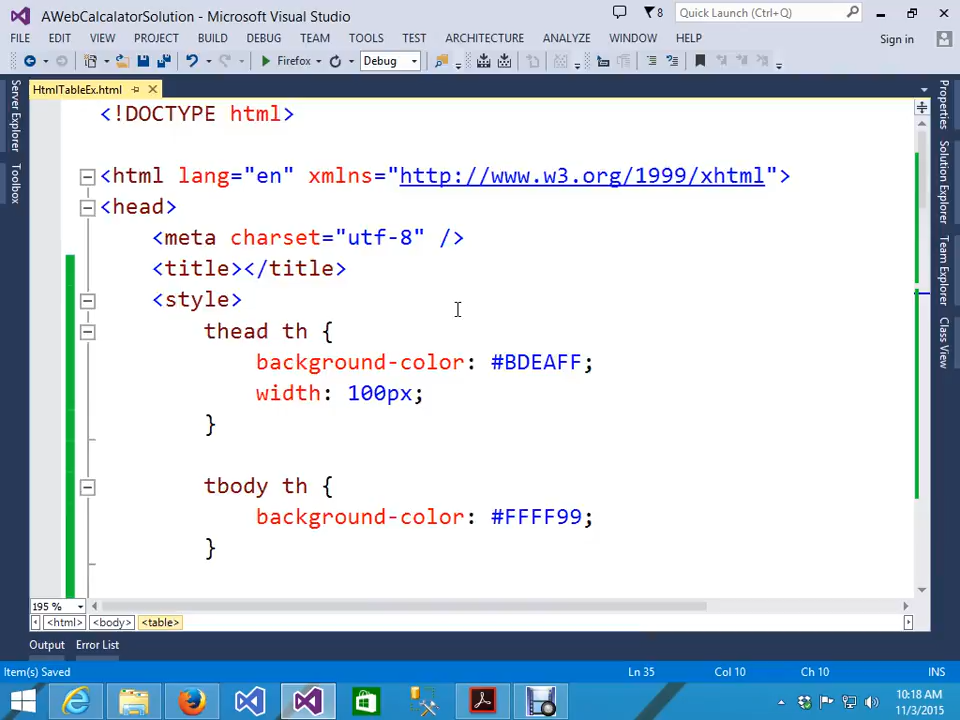 AWebCalcalatorSolution - Microsoft Visual Studio
8
Quick Launch (Ctrl+Q)
FILE EDIT VIEW PROJECT BUILD DEBUG TEAM TOOLS TEST ARCHITECTURE ANALYZE WINDOW HELP
Sign in
Firefox
Debug
HtmlTableEx.html
Server Explorer
Toolbox
<!DOCTYPE html>
<html lang="en" xmlns="http://www.w3.org/1999/xhtml">
<head>
<meta charset="utf-8" />
<title></title>
<style>
thead th {
background-color: #BDEAFF;
width: 100px;
}
tbody th {
background-color: #FFFF99;
}
Properties
Solution Explorer
Team Explorer
Class View
195 %
<html> <body> <table>
Output Error List
Item(s) Saved
Ln 35 Col 10 Ch 10 INS
10:18 AM
11/3/2015